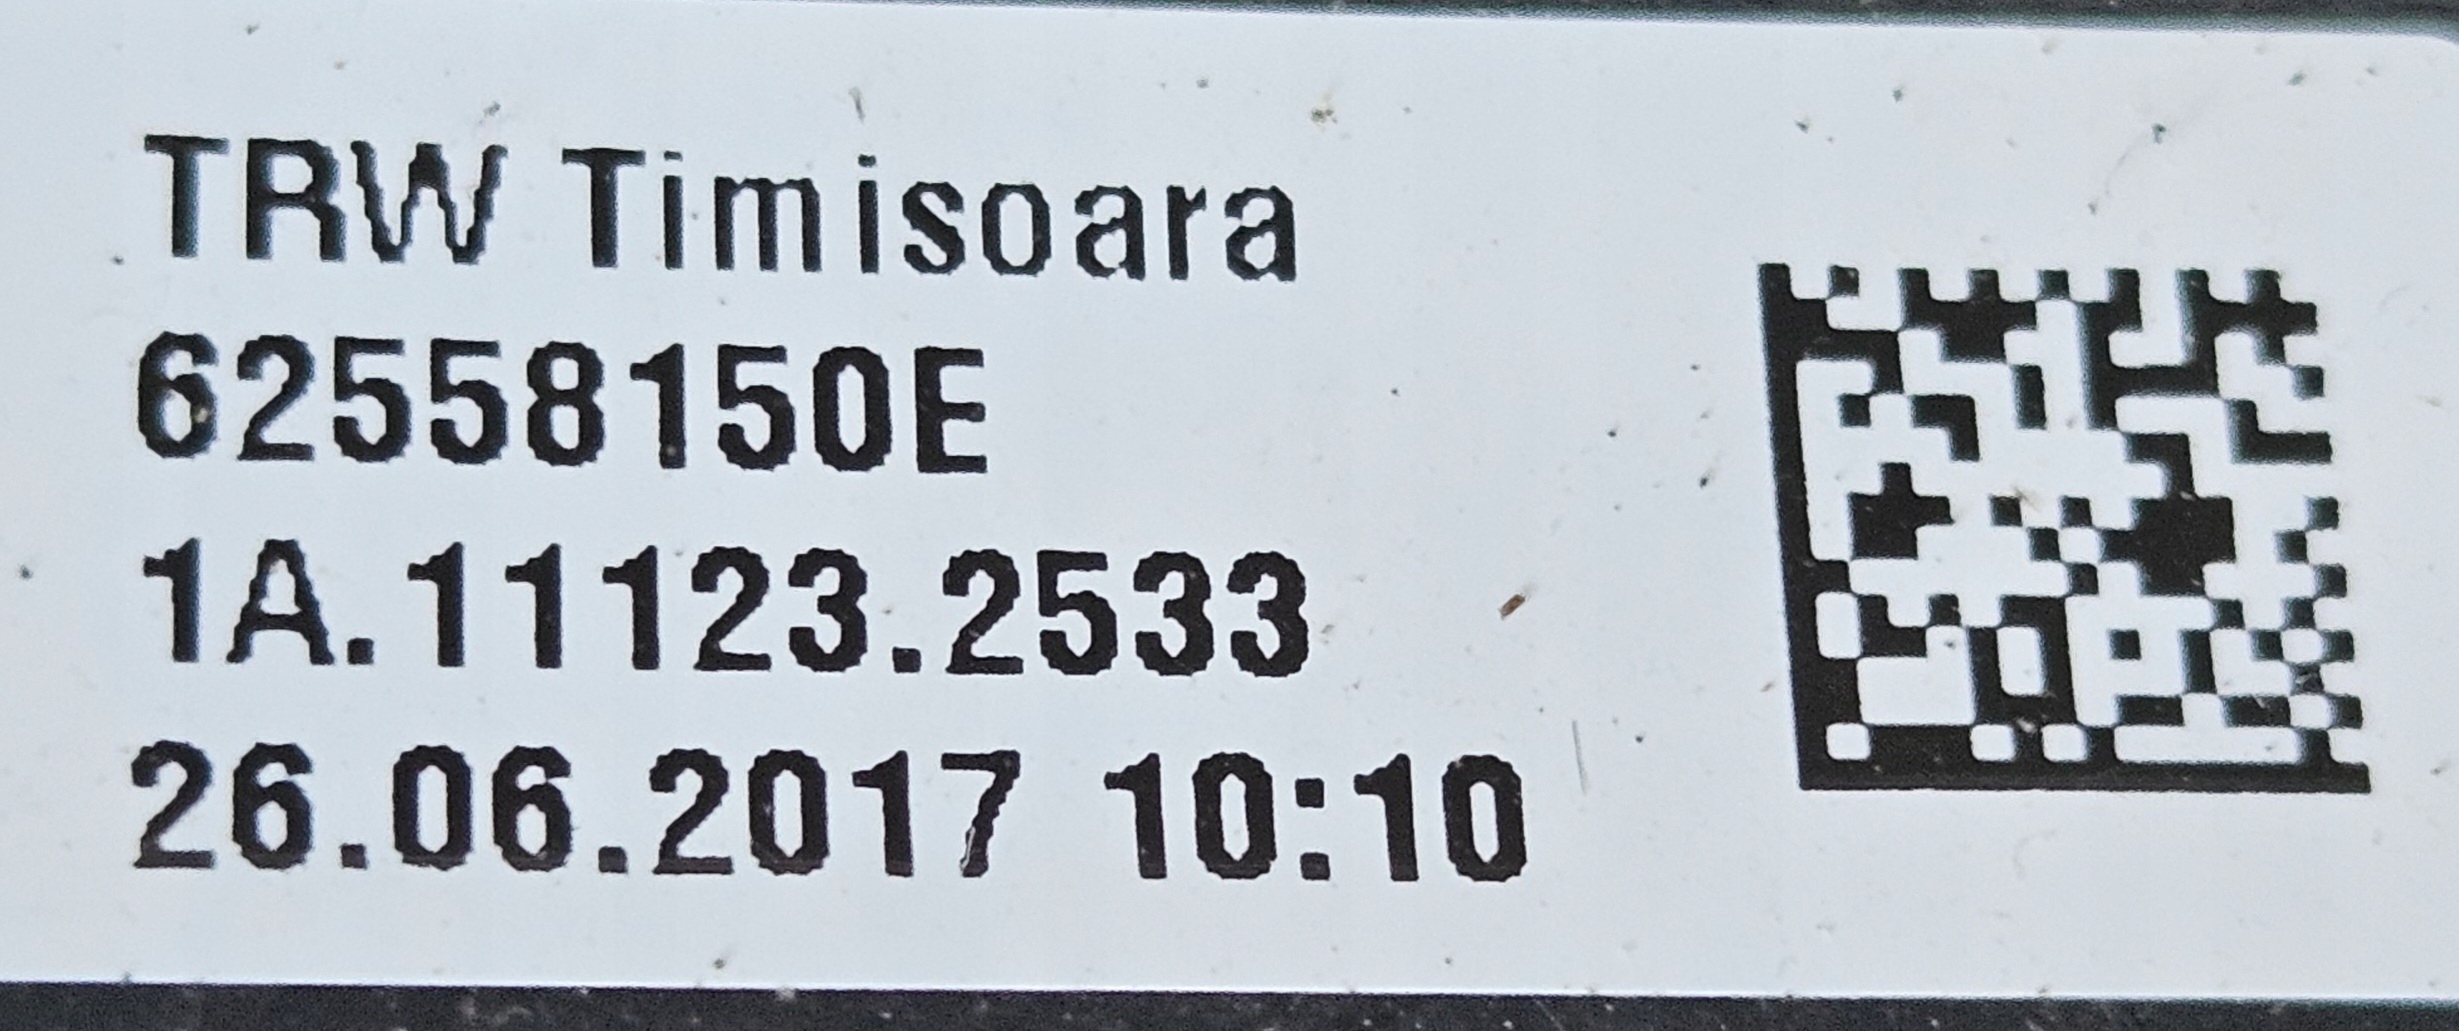 TRW Timisoara
62558150E
1A.11123.2533
26.06.2017 10:10